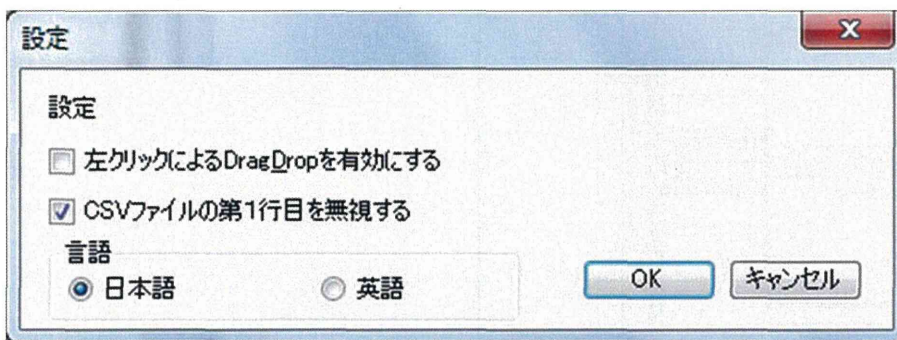 設定
設定
左クリックによるDragDropを有効にする
CSVファイルの第1行目を無視する
言語
日本語 英語 OK キャンセル